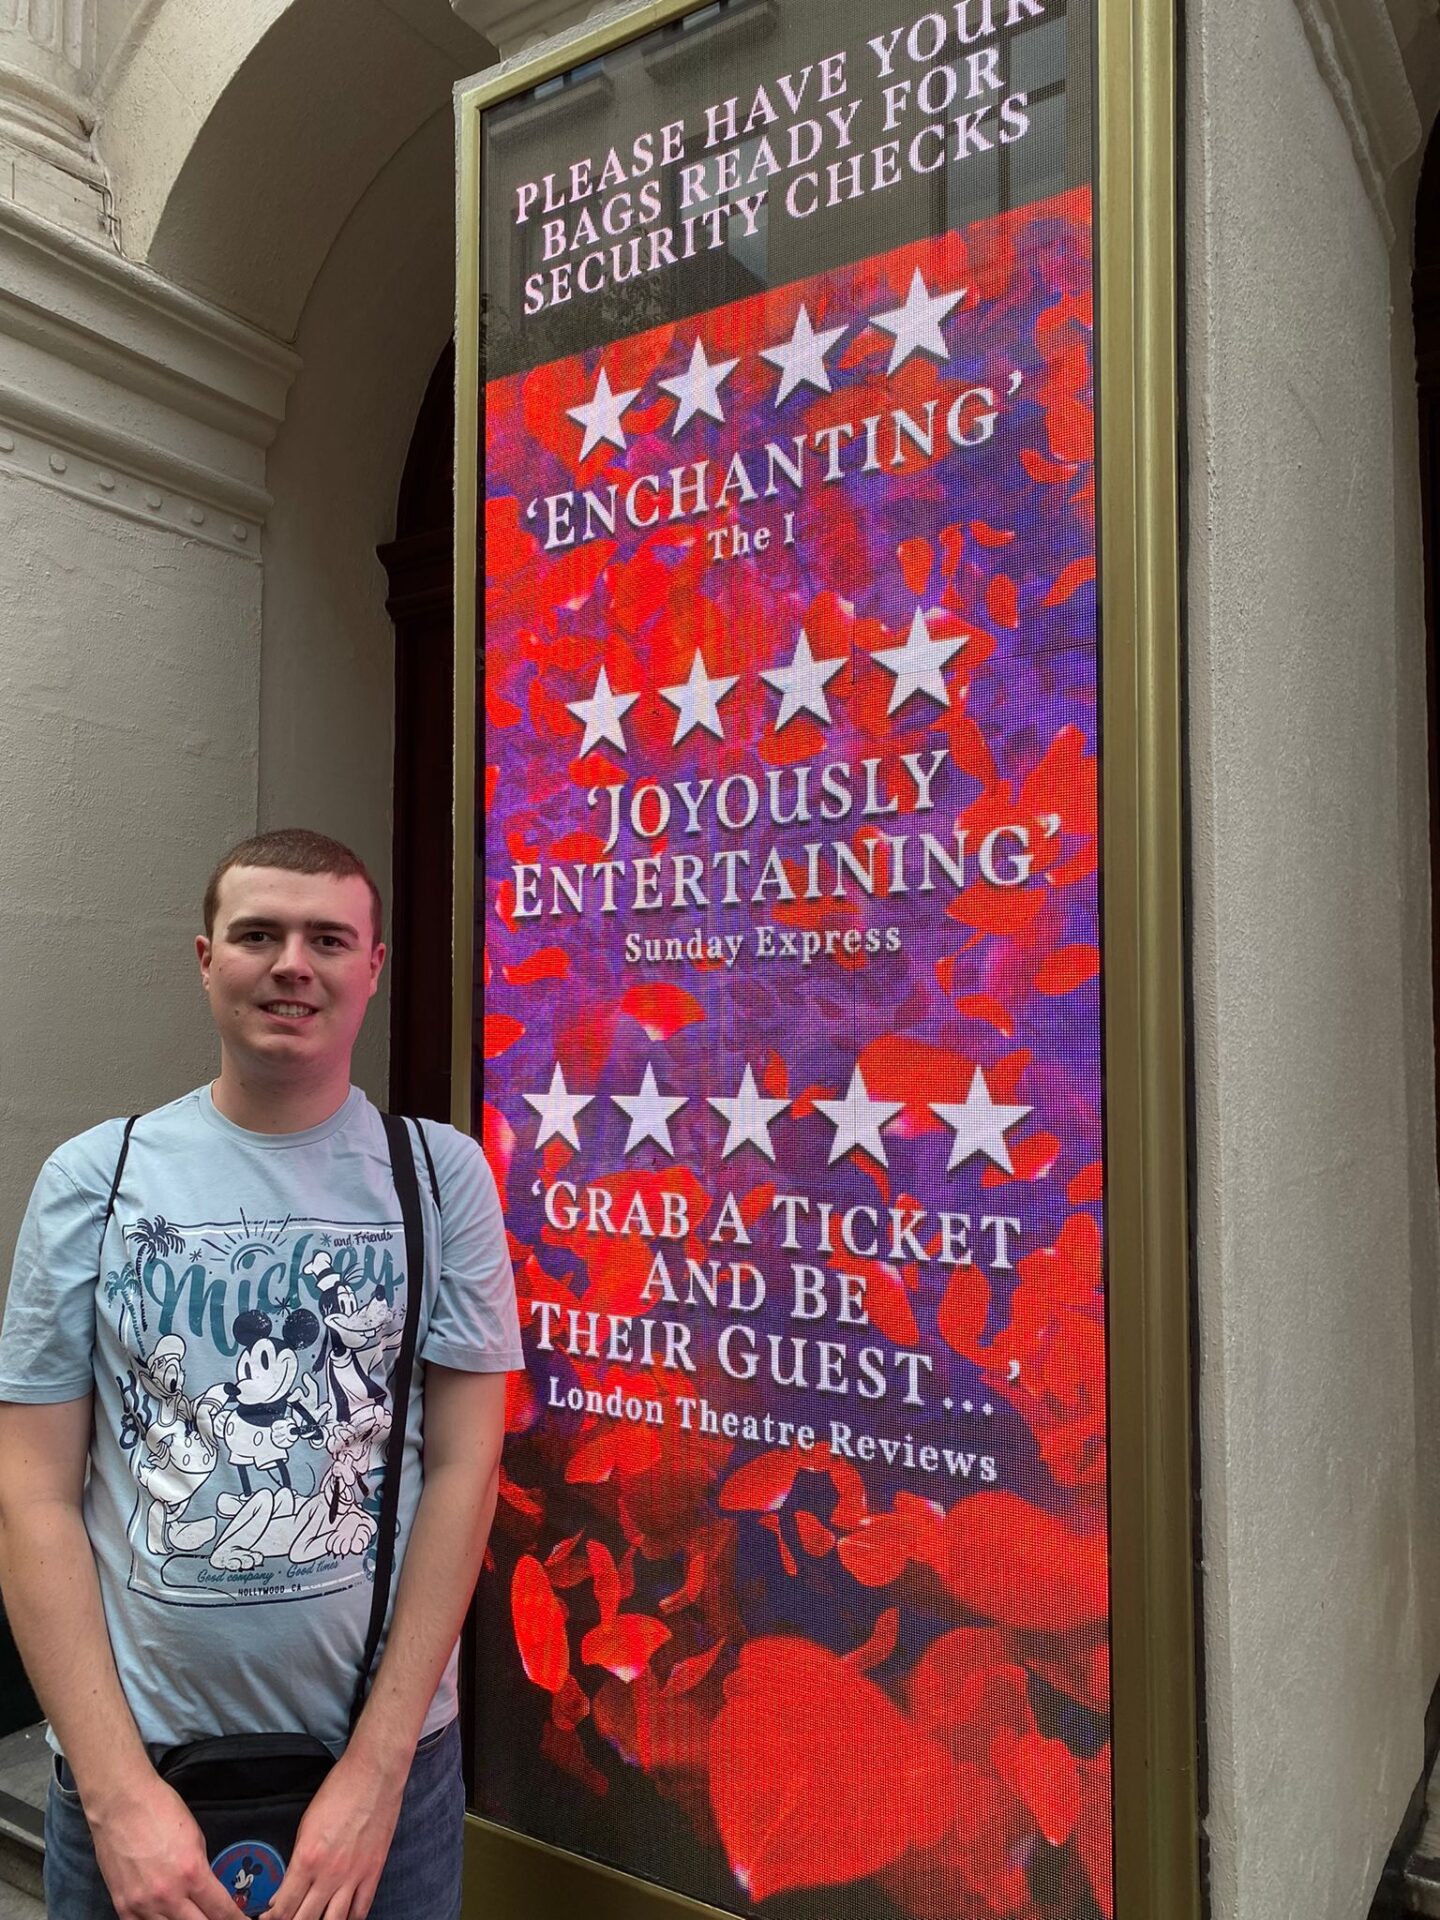 PLEASE HAVE YOUR
BAGS READY FOR
SECURITY CHECKS
‘ENCHANTING’
The I
‘JOYOUSLY
ENTERTAINING’
Sunday Express
‘GRAB A TICKET
AND BE
THEIR GUEST...’
London Theatre Reviews
Mickey
and Friends
Good company · Good times
HOLLYWOOD CA